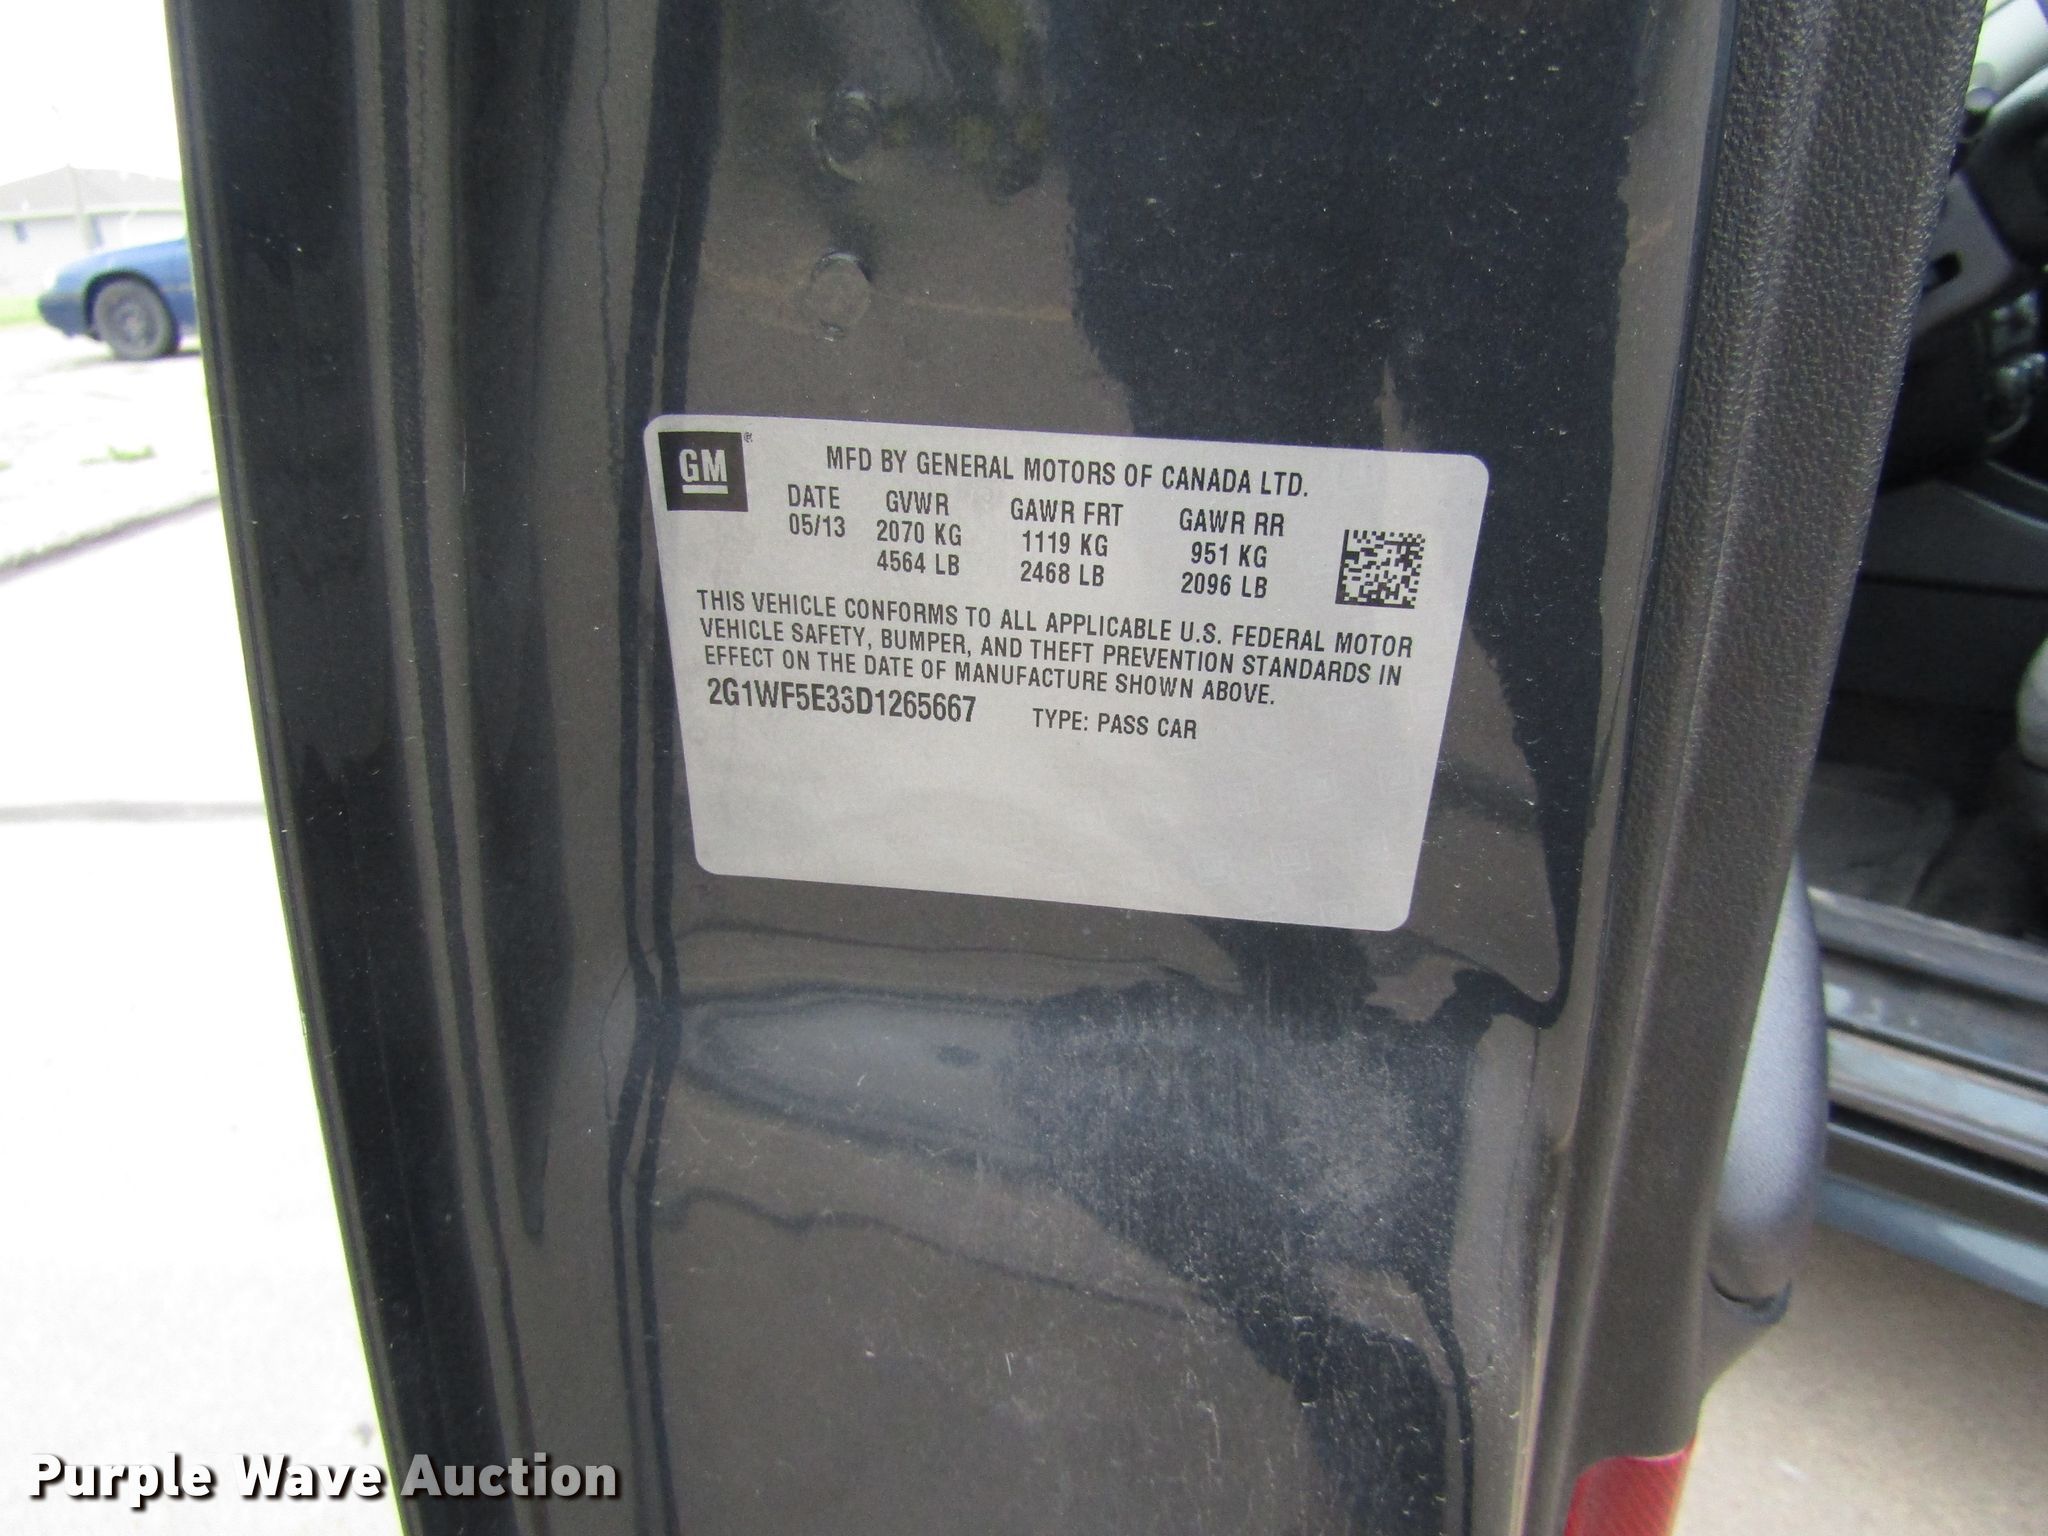 GM
MFD BY GENERAL MOTORS OF CANADA LTD.
DATE GVWR GAWR FRT GAWR RR
05/13 2070 KG 1119 KG 951 KG
4564 LB 2468 LB 2096 LB
THIS VEHICLE CONFORMS TO ALL APPLICABLE U.S. FEDERAL MOTOR
VEHICLE SAFETY, BUMPER, AND THEFT PREVENTION STANDARDS IN
EFFECT ON THE DATE OF MANUFACTURE SHOWN ABOVE.
2G1WF5E33D1265667 TYPE: PASS CAR
Purple Wave Auction